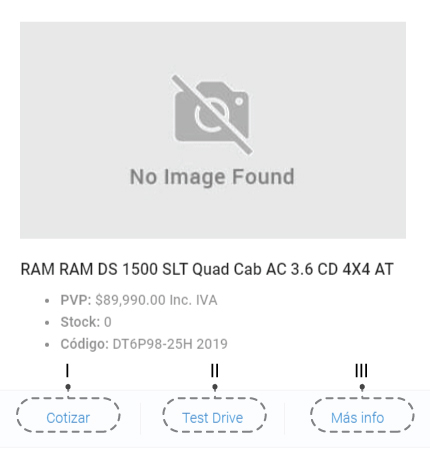 No Image Found
RAM RAM DS 1500 SLT Quad Cab AC 3.6 CD 4X4 AT
PVP: $89,990.00 Inc. IVA
Stock: 0
Código: DT6P98-25H 2019
I II III
Cotizar Test Drive Más info